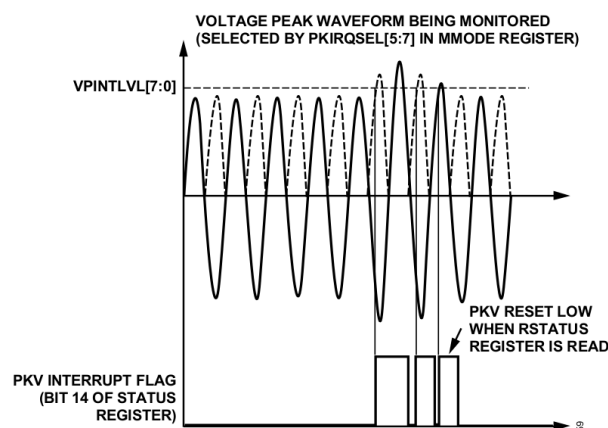 VOLTAGE PEAK WAVEFORM BEING MONITORED
(SELECTED BY PKIRQSEL[5:7] IN MMODE REGISTER)
VPINTLVL[7:0]
PKV RESET LOW
WHEN RSTATUS
REGISTER IS READ
PKV INTERRUPT FLAG
(BIT 14 OF STATUS
REGISTER)